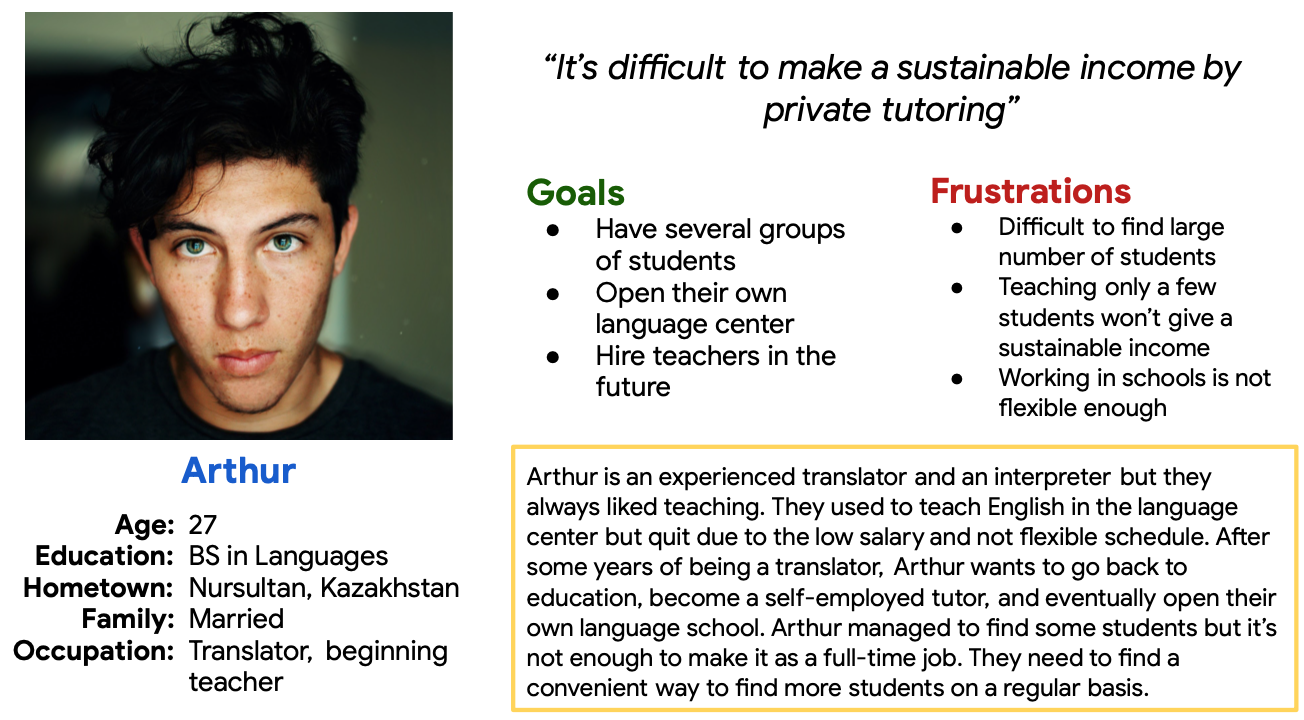 “It’s difficult to make a sustainable income by
private tutoring”
Goals
● Have several groups
of students
● Open their own
language center
● Hire teachers in the
future
Frustrations
● Difficult to find large
number of students
● Teaching only a few
students won’t give a
sustainable income
● Working in schools is not
flexible enough
Arthur
Age: 27
Education: BS in Languages
Hometown: Nursultan, Kazakhstan
Family: Married
Occupation: Translator, beginning
teacher
Arthur is an experienced translator and an interpreter but they
always liked teaching. They used to teach English in the language
center but quit due to the low salary and not flexible schedule. After
some years of being a translator, Arthur wants to go back to
education, become a self-employed tutor, and eventually open their
own language school. Arthur managed to find some students but it’s
not enough to make it as a full-time job. They need to find a
convenient way to find more students on a regular basis.